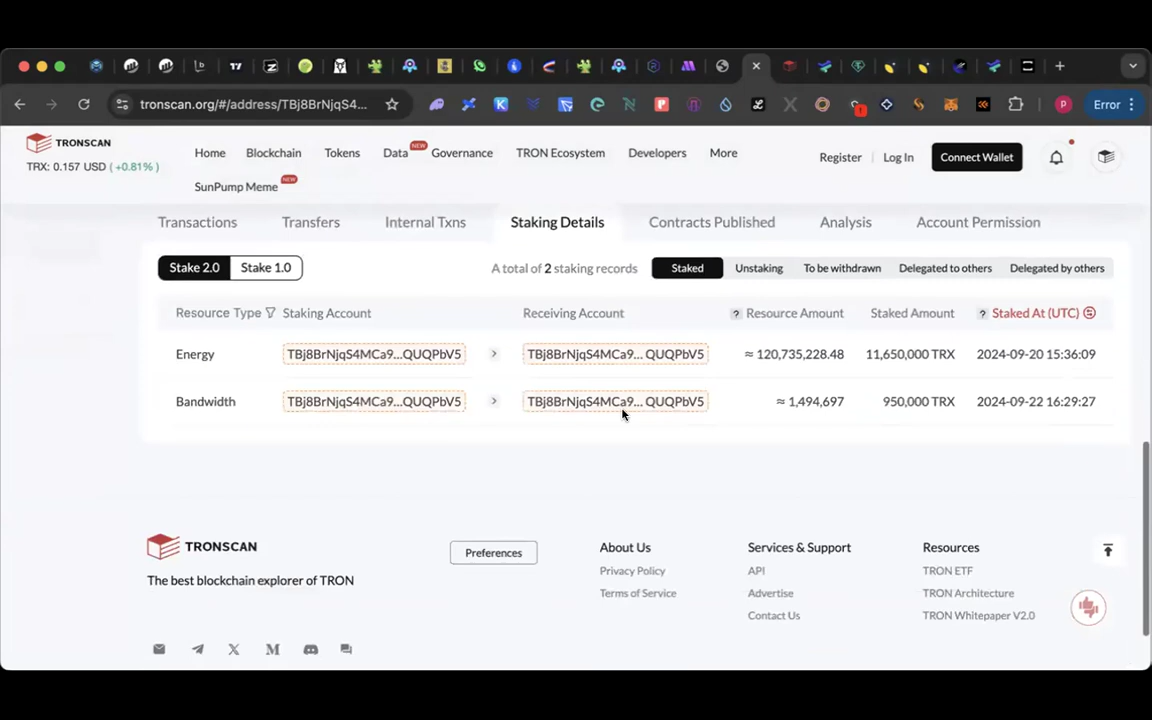 tronscan.org/#/address/TBj8BrNjqS4...
Error
TRONSCAN
TRX: 0.157 USD ( +0.81% )
Home Blockchain Tokens Data NEW Governance TRON Ecosystem Developers More
SunPump Meme NEW
Register Log In Connect Wallet
Transactions Transfers Internal Txns Staking Details Contracts Published Analysis Account Permission
Stake 2.0 Stake 1.0 A total of 2 staking records Staked Unstaking To be withdrawn Delegated to others Delegated by others
Resource Type Staking Account Receiving Account ? Resource Amount Staked Amount ? Staked At (UTC)
Energy TBj8BrNjqS4MCa9...QUQPbV5 > TBj8BrNjqS4MCa9... QUQPbV5 ≈ 120,735,228.48 11,650,000 TRX 2024-09-20 15:36:09
Bandwidth TBj8BrNjqS4MCa9...QUQPbV5 > TBj8BrNjqS4MCa9... QUQPbV5 ≈ 1,494,697 950,000 TRX 2024-09-22 16:29:27
TRONSCAN
The best blockchain explorer of TRON
Preferences
About Us
Privacy Policy
Terms of Service
Services & Support
API
Advertise
Contact Us
Resources
TRON ETF
TRON Architecture
TRON Whitepaper V2.0